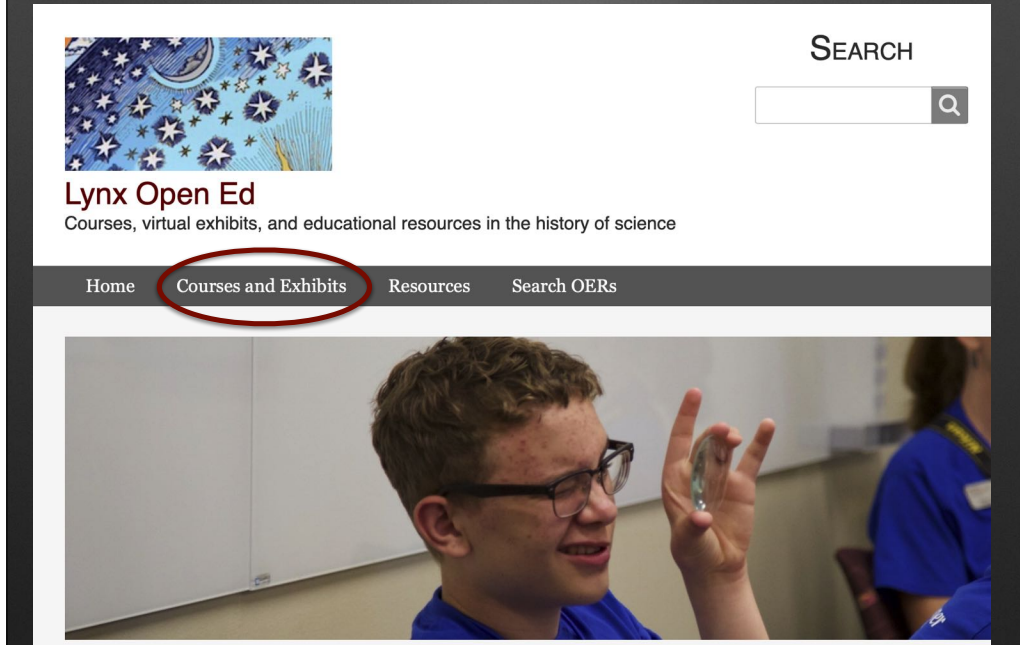 SEARCH
Lynx Open Ed
Courses, virtual exhibits, and educational resources in the history of science
Home Courses and Exhibits Resources Search OERs